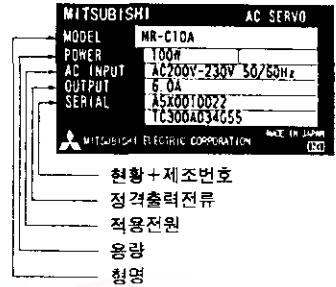 MITSUBISHI AC SERVO
MODEL MR-C10A
POWER 100W
AC INPUT AC200V-230V 50/60Hz
OUTPUT 6.0A
SERIAL A5X0010022
TC300A034G55
MITSUBISHI ELECTRIC CORPORATION MADE IN JAPAN
현황+제조번호
정격출력전류
적용전원
용량
형명